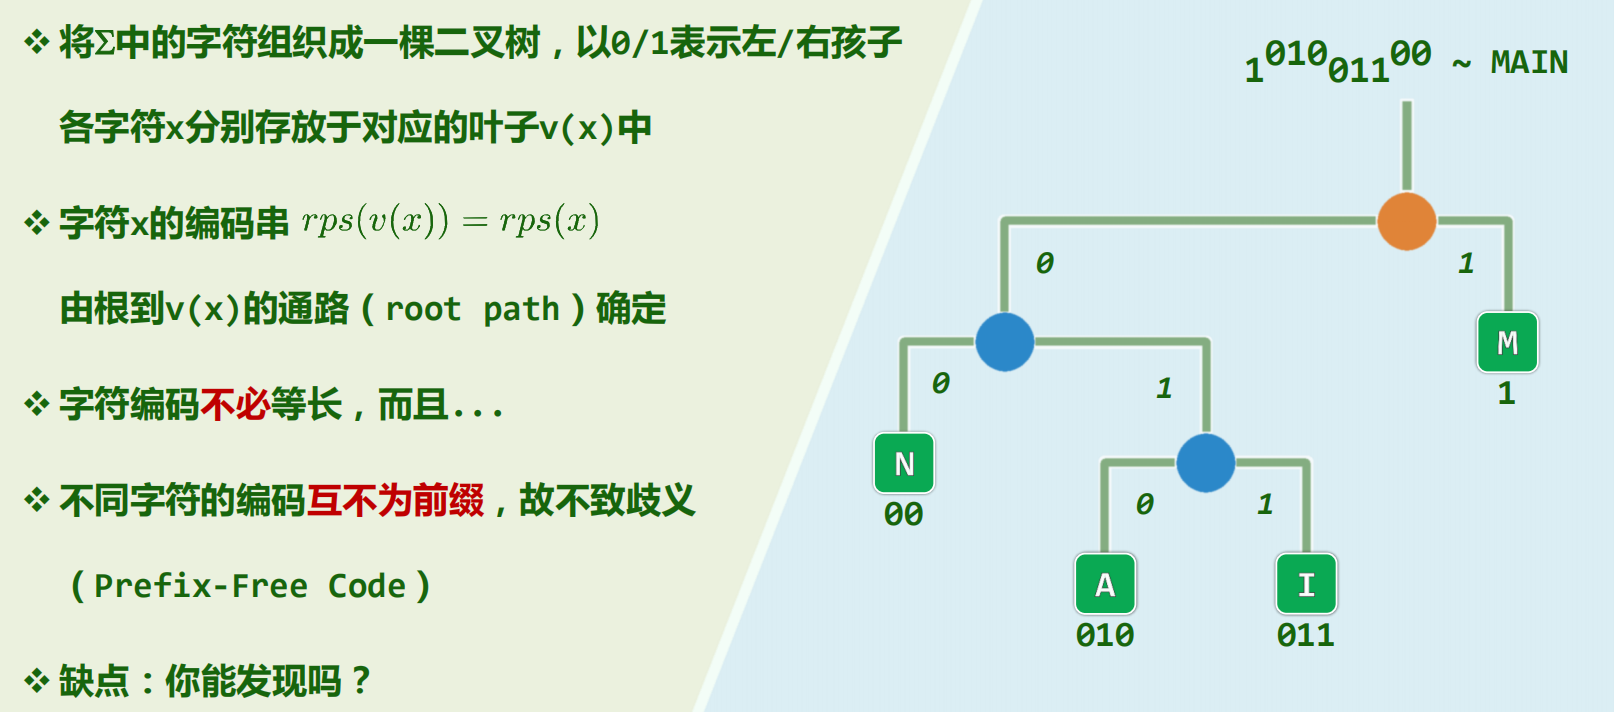 ❖ 将Σ中的字符组织成一棵二叉树，以0/1表示左/右孩子
各字符x分别存放于对应的叶子v(x)中
❖ 字符x的编码串 rps(v(x)) = rps(x)
由根到v(x)的通路（root path）确定
❖ 字符编码不必等长，而且...
❖ 不同字符的编码互不为前缀，故不致歧义
（Prefix-Free Code）
❖ 缺点：你能发现吗？
101001100 ~ MAIN
0 1
0 1
M
1
N
00
0 1
A I
010 011